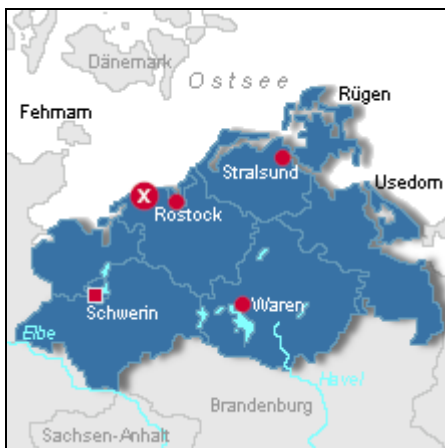 Dänemark
Ostsee
Rügen
Fehmarn
Stralsund
Usedom
X
Rostock
Schwerin
Waren
Elbe
Havel
Brandenburg
Sachsen-Anhalt